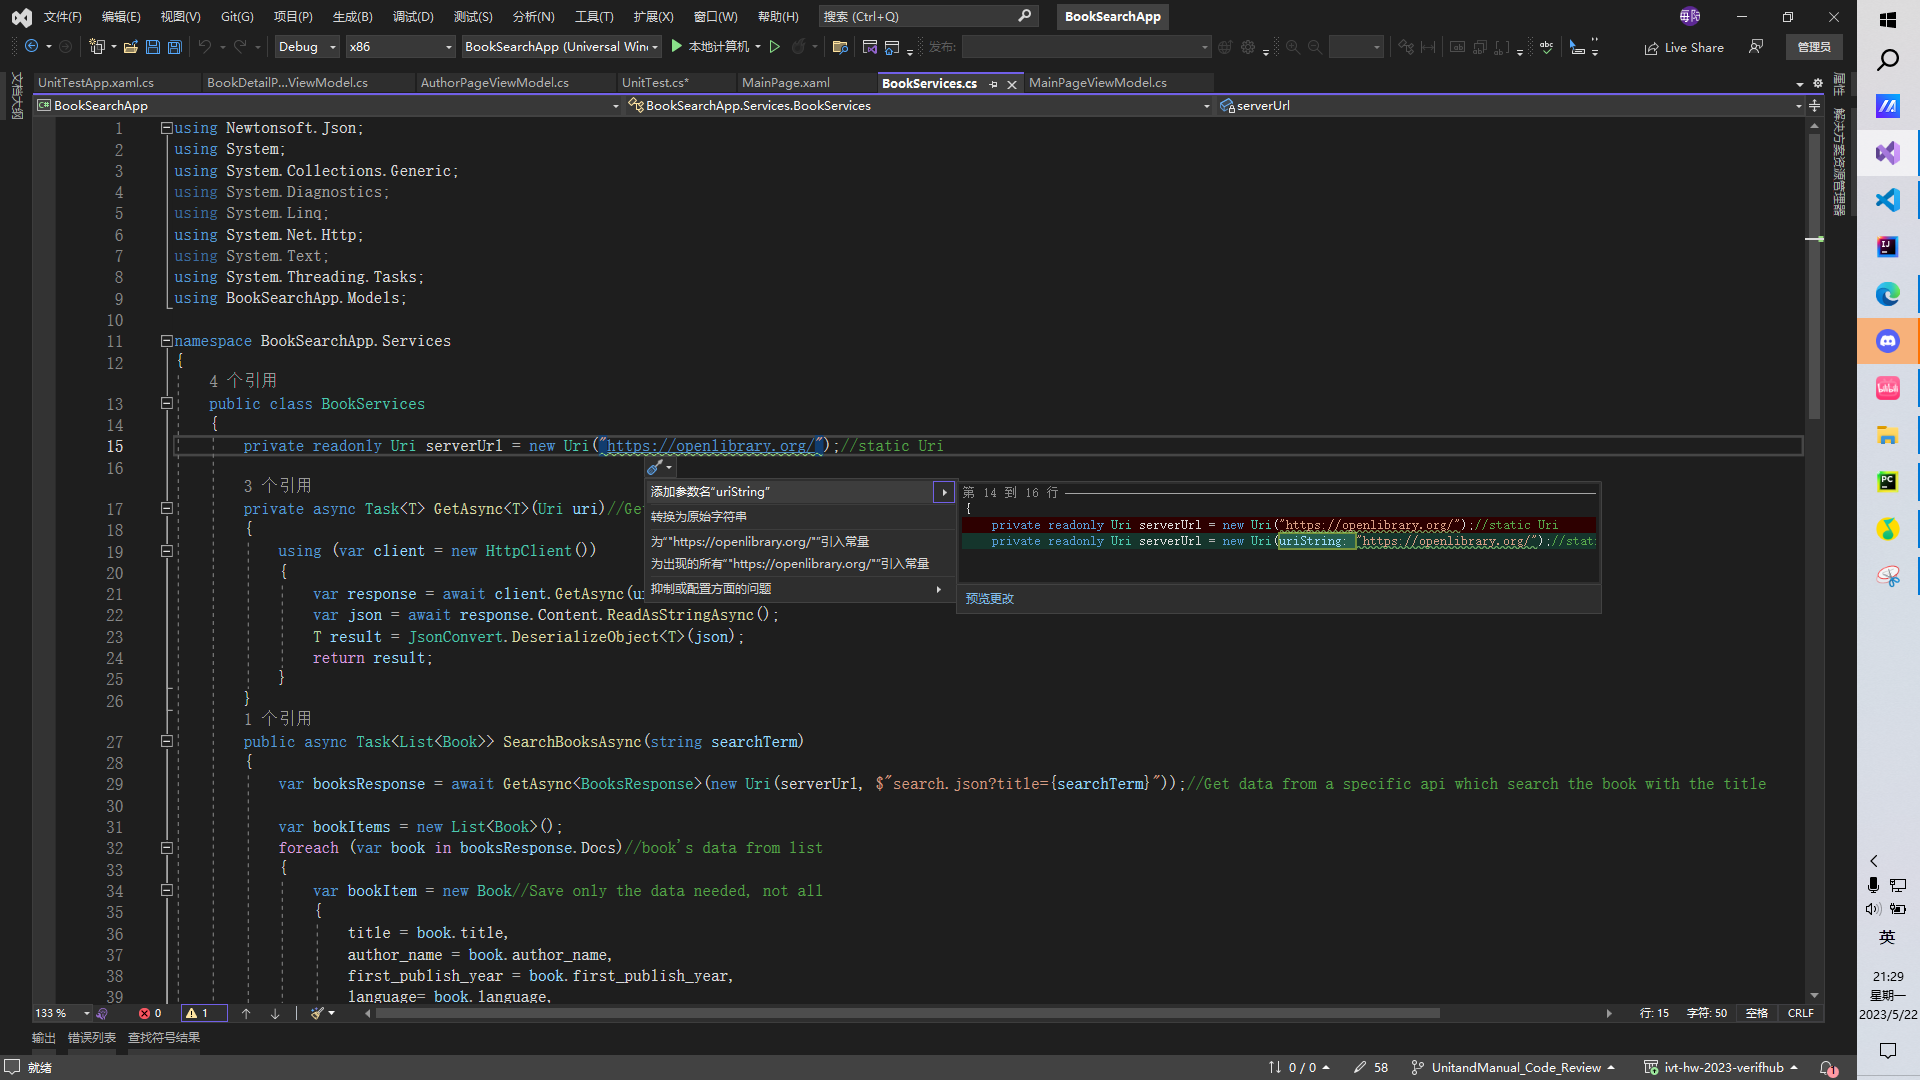 文件(F) 编辑(E) 视图(V) Git(G) 项目(P) 生成(B) 调试(D) 测试(S) 分析(N) 工具(T) 扩展(X) 窗口(W) 帮助(H) 搜索 (Ctrl+Q) BookSearchApp
Debug x86 BookSearchApp (Universal Win 本地计算机 发布: Live Share 管理员
UnitTestApp.xaml.cs BookDetailP...ViewModel.cs AuthorPageViewModel.cs UnitTest.cs* MainPage.xaml BookServices.cs MainPageViewModel.cs
文档大纲
属性
解决方案资源管理器
BookSearchApp BookSearchApp.Services.BookServices serverUrl
1 using Newtonsoft.Json;
2 using System;
3 using System.Collections.Generic;
4 using System.Diagnostics;
5 using System.Linq;
6 using System.Net.Http;
7 using System.Text;
8 using System.Threading.Tasks;
9 using BookSearchApp.Models;
10
11 namespace BookSearchApp.Services
12 {
4 个引用
13 public class BookServices
14 {
15 private readonly Uri serverUrl = new Uri("https://openlibrary.org/");//static Uri
16
3 个引用
17 private async Task<T> GetAsync<T>(Uri uri)//Get
18 {
19 using (var client = new HttpClient())
20 {
21 var response = await client.GetAsync(u
22 var json = await response.Content.ReadAsStringAsync();
23 T result = JsonConvert.DeserializeObject<T>(json);
24 return result;
25 }
26 }
1 个引用
27 public async Task<List<Book>> SearchBooksAsync(string searchTerm)
28 {
29 var booksResponse = await GetAsync<BooksResponse>(new Uri(serverUrl, $"search.json?title={searchTerm}"));//Get data from a specific api which search the book with the title
30
31 var bookItems = new List<Book>();
32 foreach (var book in booksResponse.Docs)//book's data from list
33 {
34 var bookItem = new Book//Save only the data needed, not all
35 {
36 title = book.title,
37 author_name = book.author_name,
38 first_publish_year = book.first_publish_year,
39 language= book.language,
添加参数名"uriString"
转换为原始字符串
为""https://openlibrary.org/""引入常量
为出现的所有""https://openlibrary.org/""引入常量
抑制或配置方面的问题
第 14 到 16 行
{
private readonly Uri serverUrl = new Uri("https://openlibrary.org/");//static Uri
private readonly Uri serverUrl = new Uri(uriString: "https://openlibrary.org/");//stat
预览更改
133 % 0 1 行: 15 字符: 50 空格 CRLF
输出 错误列表 查找符号结果
就绪 0 / 0 58 UnitandManual_Code_Review ivt-hw-2023-verifhub 1
英
21:29
星期一
2023/5/22